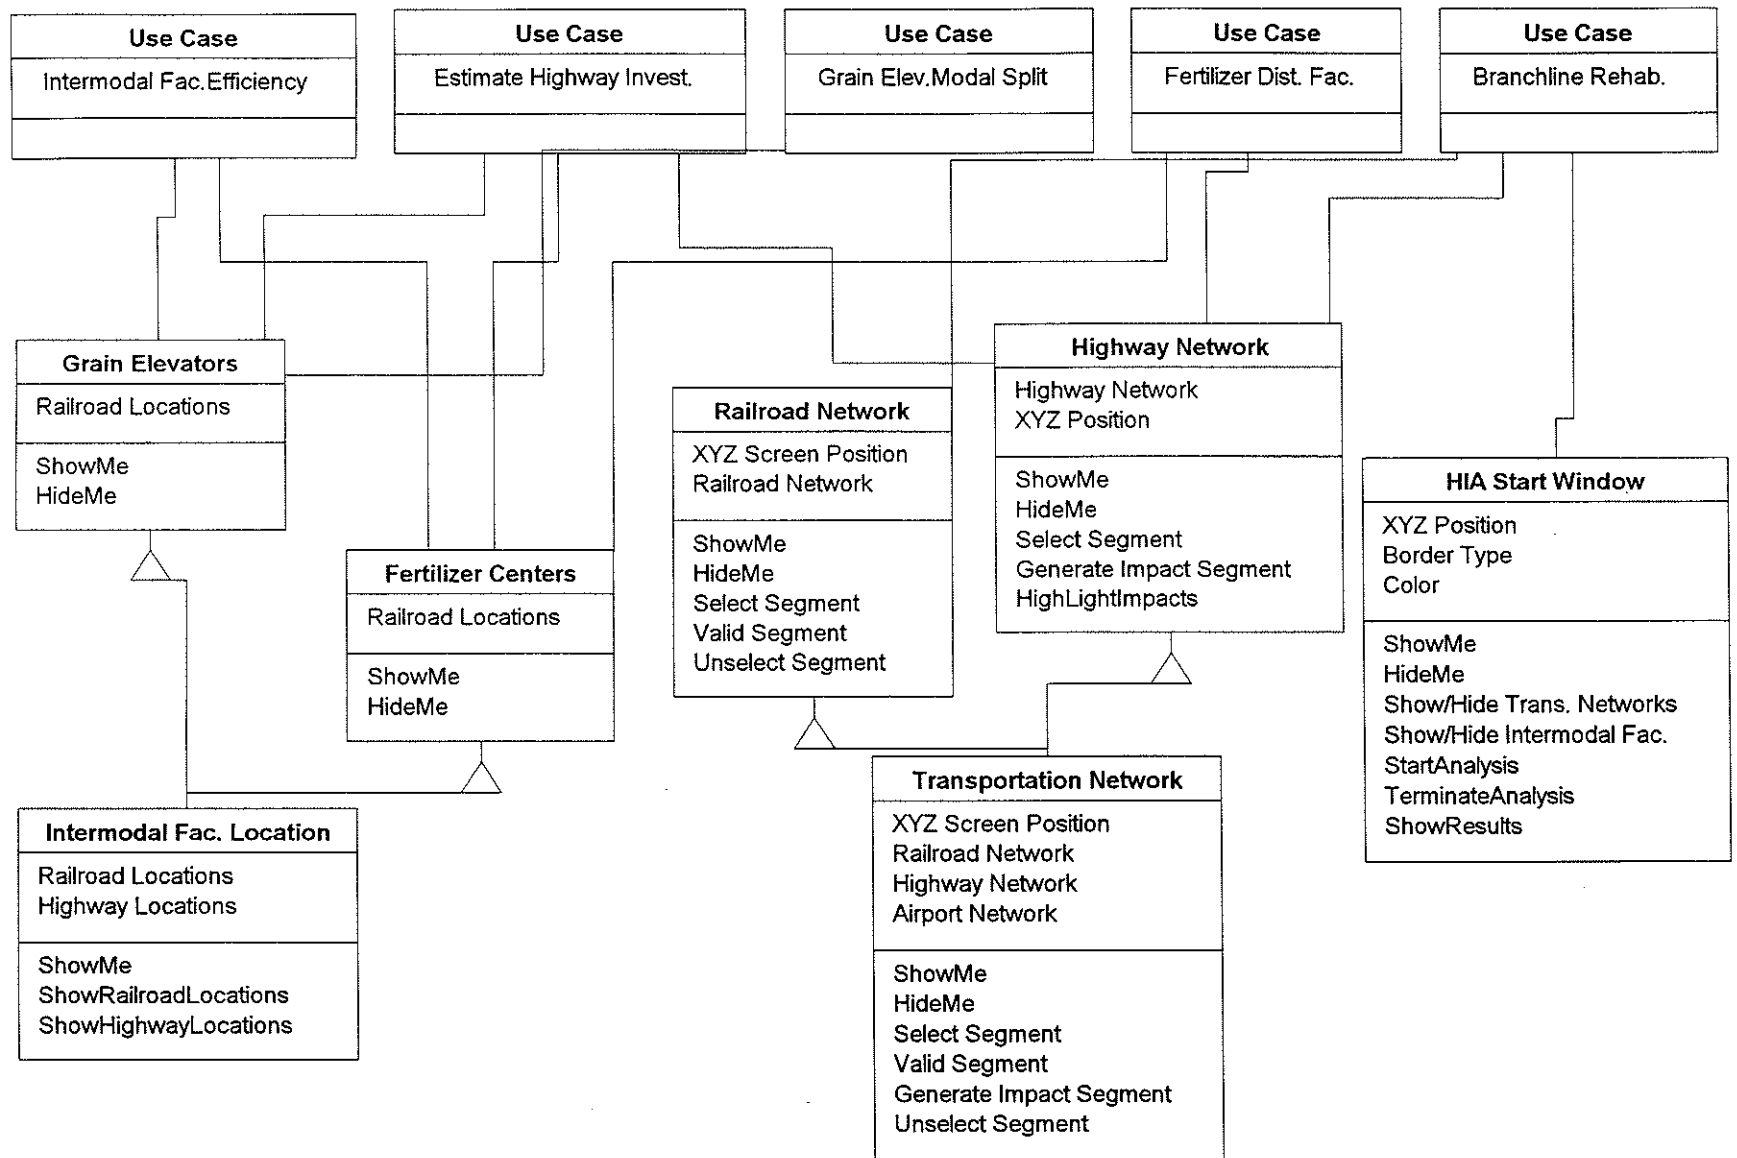 Use Case
Intermodal Fac.Efficiency
Use Case
Estimate Highway Invest.
Use Case
Grain Elev.Modal Split
Use Case
Fertilizer Dist. Fac.
Use Case
Branchline Rehab.
Grain Elevators
Railroad Locations
ShowMe
HideMe
Fertilizer Centers
Railroad Locations
ShowMe
HideMe
Railroad Network
XYZ Screen Position
Railroad Network
ShowMe
HideMe
Select Segment
Valid Segment
Unselect Segment
Highway Network
Highway Network
XYZ Position
ShowMe
HideMe
Select Segment
Generate Impact Segment
HighLightImpacts
HIA Start Window
XYZ Position
Border Type
Color
ShowMe
HideMe
Show/Hide Trans. Networks
Show/Hide Intermodal Fac.
StartAnalysis
TerminateAnalysis
ShowResults
Intermodal Fac. Location
Railroad Locations
Highway Locations
ShowMe
ShowRailroadLocations
ShowHighwayLocations
Transportation Network
XYZ Screen Position
Railroad Network
Highway Network
Airport Network
ShowMe
HideMe
Select Segment
Valid Segment
Generate Impact Segment
Unselect Segment